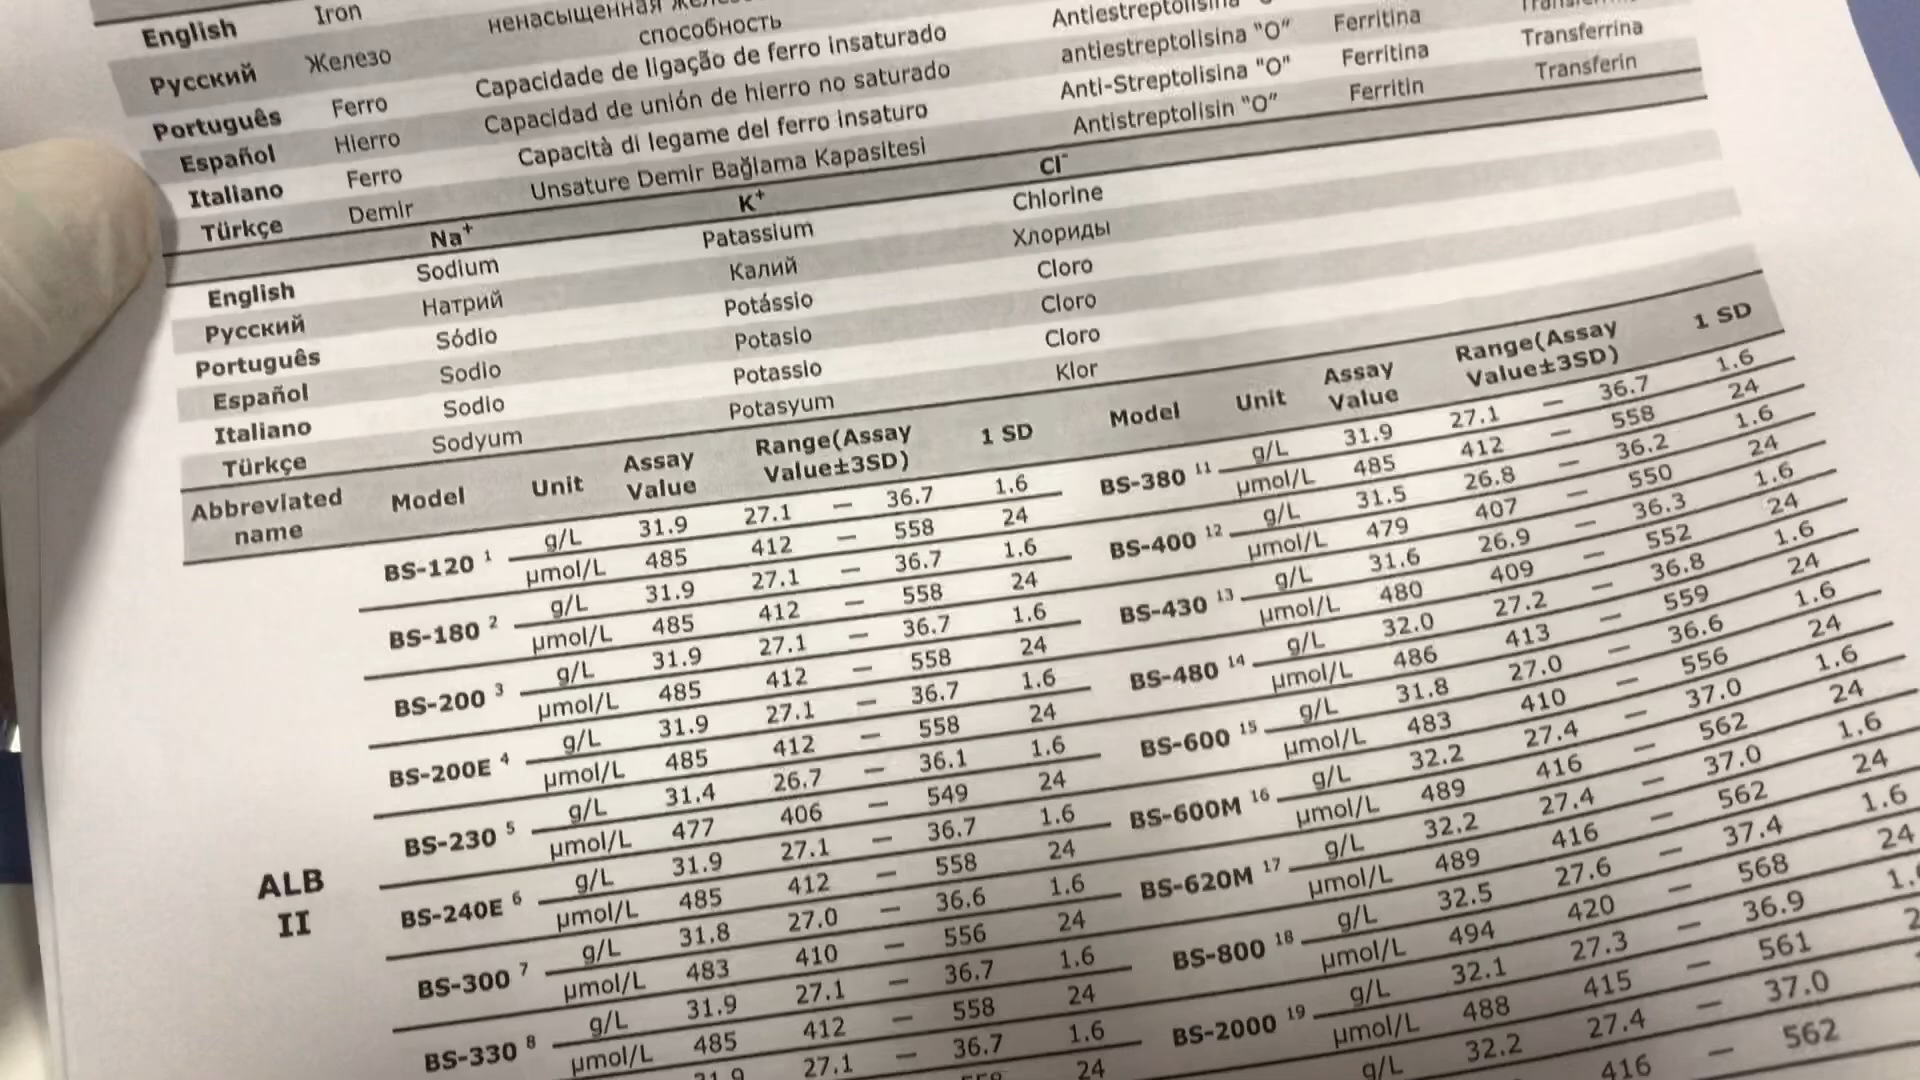 English Iron Antiestreptolisina Ferritina
Русский Железо ненасыщенная
способность antiestreptolisina "O" Ferritina Transferrina
Português Ferro Capacidade de ligação de ferro insaturado Anti-Streptolisina "O" Ferritina Transferrina
Español Hierro Capacidad de unión de hierro no saturado Antistreptolisin "O" Ferritin Transferin
Italiano Ferro Capacità di legame del ferro insaturo
Türkçe Demir Unsature Demir Bağlama Kapasitesi
Na+ K+ Cl-
English Sodium Patassium Chlorine
Русский Натрий Калий Хлориды
Português Sódio Potássio Cloro
Español Sodio Potasio Cloro
Italiano Sodio Potassio Cloro
Türkçe Sodyum Potasyum Klor
Abbreviated name Model Unit Assay Value Range(Assay Value±3SD) 1 SD Model Unit Assay Value Range(Assay Value±3SD) 1 SD
ALB II
BS-120 1 g/L 31.9 27.1 — 36.7 1.6 BS-380 11 g/L 31.9 27.1 — 36.7 1.6
µmol/L 485 412 — 558 24 µmol/L 485 412 — 558 24
BS-180 2 g/L 31.9 27.1 — 36.7 1.6 BS-400 12 g/L 31.5 26.8 — 36.2 1.6
µmol/L 485 412 — 558 24 µmol/L 479 407 — 550 24
BS-200 3 g/L 31.9 27.1 — 36.7 1.6 BS-430 13 g/L 31.6 26.9 — 36.3 1.6
µmol/L 485 412 — 558 24 µmol/L 480 409 — 552 24
BS-200E 4 g/L 31.9 27.1 — 36.7 1.6 BS-480 14 g/L 32.0 27.2 — 36.8 1.6
µmol/L 485 412 — 558 24 µmol/L 486 413 — 559 24
BS-230 5 g/L 31.4 26.7 — 36.1 1.6 BS-600 15 g/L 31.8 27.0 — 36.6 1.6
µmol/L 477 406 — 549 24 µmol/L 483 410 — 556 24
BS-240E 6 g/L 31.9 27.1 — 36.7 1.6 BS-600M 16 g/L 32.2 27.4 — 37.0 1.6
µmol/L 485 412 — 558 24 µmol/L 489 416 — 562 24
BS-300 7 g/L 31.8 27.0 — 36.6 1.6 BS-620M 17 g/L 32.2 27.4 — 37.0 1.6
µmol/L 483 410 — 556 24 µmol/L 489 416 — 562 24
BS-330 8 g/L 31.9 27.1 — 36.7 1.6 BS-800 18 g/L 32.5 27.6 — 37.4 1.6
µmol/L 485 412 — 558 24 µmol/L 494 420 — 568 24
27.1 — 36.7 1.6 BS-2000 19 g/L 32.1 27.3 — 36.9
24 µmol/L 488 415 — 561
g/L 32.2 27.4 — 37.0
416 — 562